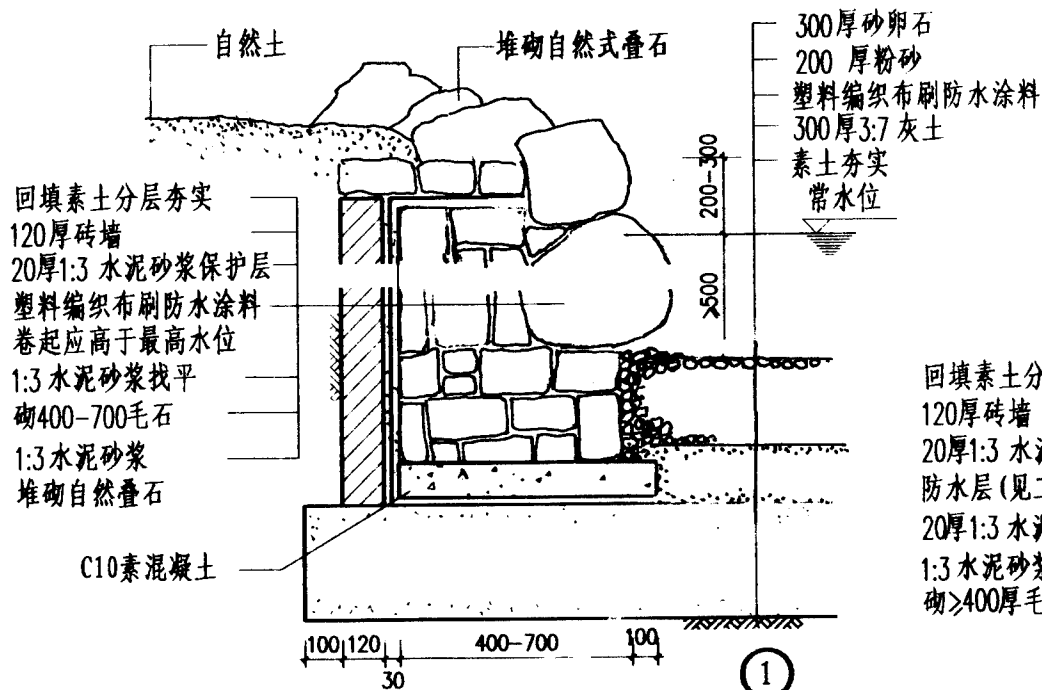 自然土
堆砌自然式叠石
300厚砂卵石
200 厚粉砂
塑料编织布刷防水涂料
300厚3:7 灰土
素土夯实
常水位
200-300
≥500
回填素土分层夯实
120厚砖墙
20厚1:3 水泥砂浆保护层
塑料编织布刷防水涂料
卷起应高于最高水位
1:3 水泥砂浆找平
砌400-700毛石
1:3 水泥砂浆
堆砌自然叠石
C10素混凝土
100
120
30
400-700
100
1
回填素土分
120厚砖墙
20厚1:3 水泥
防水层(见
20厚1:3 水泥
1:3 水泥砂浆
砌≥400厚毛